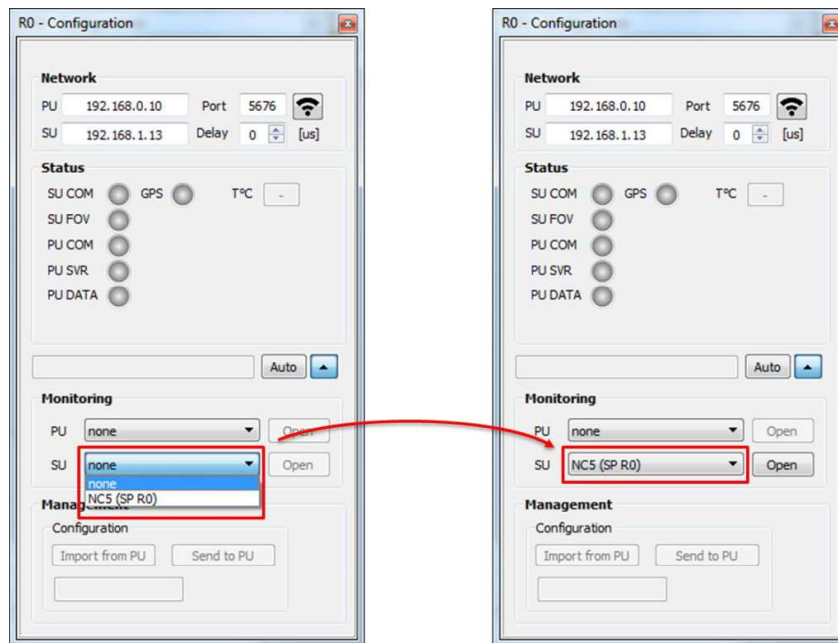 R0 - Configuration
Network
PU 192.168.0.10 Port 5676
SU 192.168.1.13 Delay 0 [us]
Status
SU COM GPS TºC -
SU FOV
PU COM
PU SVR
PU DATA
Auto
Monitoring
PU none Open
SU none Open
none
NC5 (SP R0)
Management
Configuration
Import from PU Send to PU
R0 - Configuration
Network
PU 192.168.0.10 Port 5676
SU 192.168.1.13 Delay 0 [us]
Status
SU COM GPS TºC -
SU FOV
PU COM
PU SVR
PU DATA
Auto
Monitoring
PU none Open
SU NC5 (SP R0) Open
Management
Configuration
Import from PU Send to PU